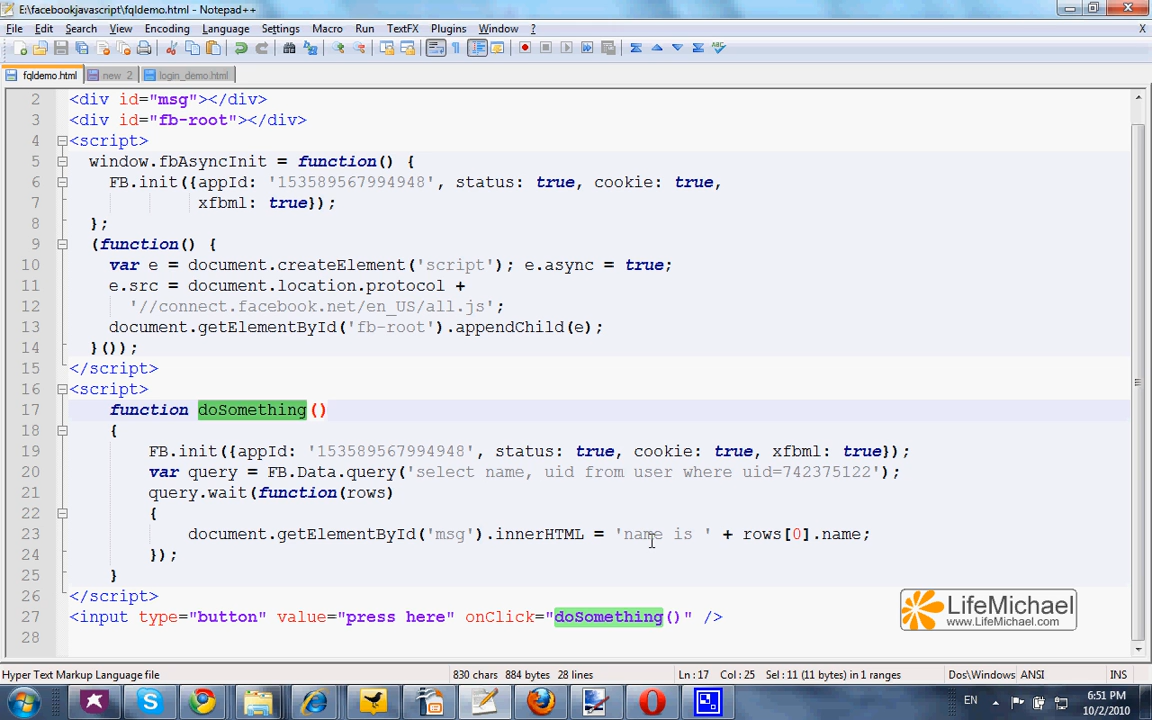 E:\facebookjavascript\fqldemo.html - Notepad++
File Edit Search View Encoding Language Settings Macro Run TextFX Plugins Window ? X
fqldemo.html new 2 login_demo.html
2 <div id="msg"></div>
3 <div id="fb-root"></div>
4 <script>
5 window.fbAsyncInit = function() {
6 FB.init({appId: '153589567994948', status: true, cookie: true,
7 xfbml: true});
8 };
9 (function() {
10 var e = document.createElement('script'); e.async = true;
11 e.src = document.location.protocol +
12 '//connect.facebook.net/en_US/all.js';
13 document.getElementById('fb-root').appendChild(e);
14 }());
15 </script>
16 <script>
17 function doSomething()
18 {
19 FB.init({appId: '153589567994948', status: true, cookie: true, xfbml: true});
20 var query = FB.Data.query('select name, uid from user where uid=742375122');
21 query.wait(function(rows)
22 {
23 document.getElementById('msg').innerHTML = 'name is ' + rows[0].name;
24 });
25 }
26 </script>
27 <input type="button" value="press here" onClick="doSomething()" />
28
LifeMichael
www.LifeMichael.com
Hyper Text Markup Language file 830 chars 884 bytes 28 lines Ln:17 Col:25 Sel:11 (11 bytes) in 1 ranges Dos\Windows ANSI INS
EN 6:51 PM
10/2/2010